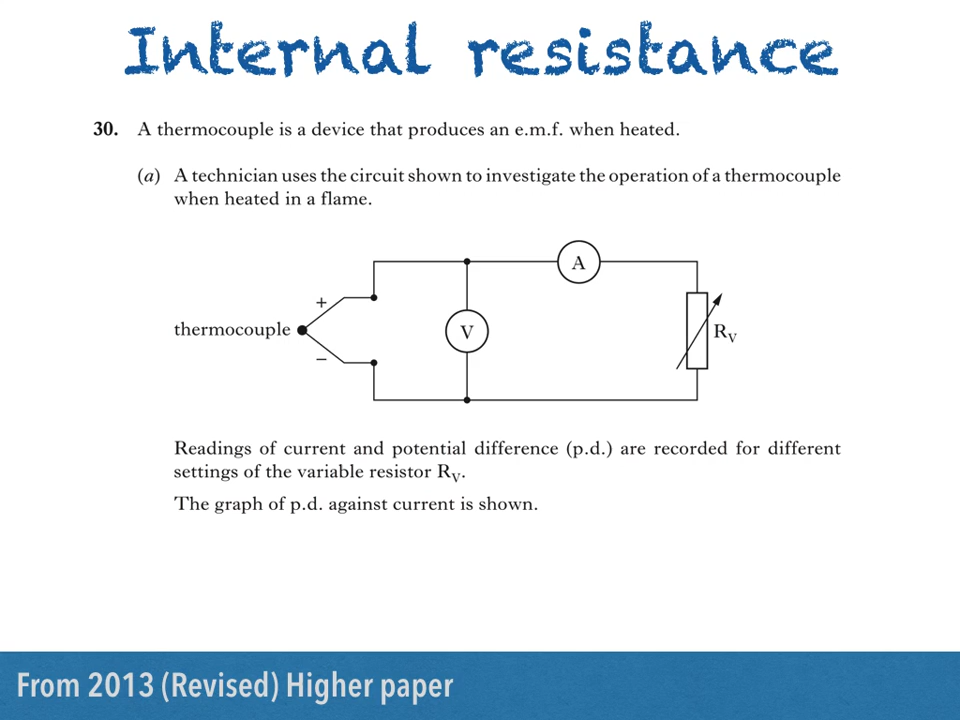 Internal resistance
30. A thermocouple is a device that produces an e.m.f. when heated.
(a) A technician uses the circuit shown to investigate the operation of a thermocouple
when heated in a flame.
A
+
thermocouple
V
RV
–
Readings of current and potential difference (p.d.) are recorded for different
settings of the variable resistor RV.
The graph of p.d. against current is shown.
From 2013 (Revised) Higher paper